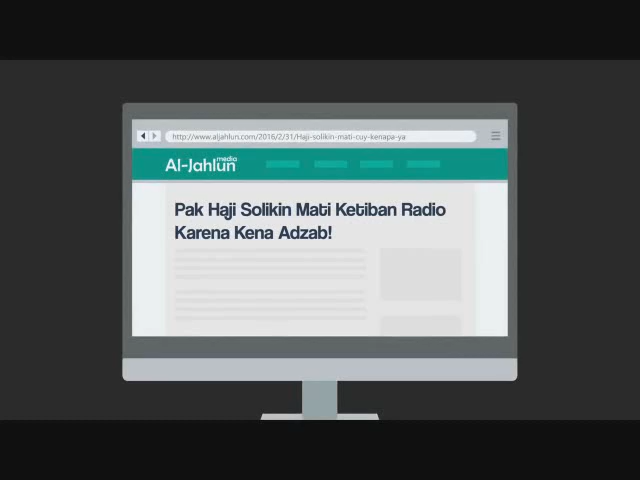 http://www.aljahlun.com/2016/2/31/Haji-solikin-mati-cuy-kenapa-ya
Al-Jahlun media
Pak Haji Solikin Mati Ketiban Radio
Karena Kena Adzab!